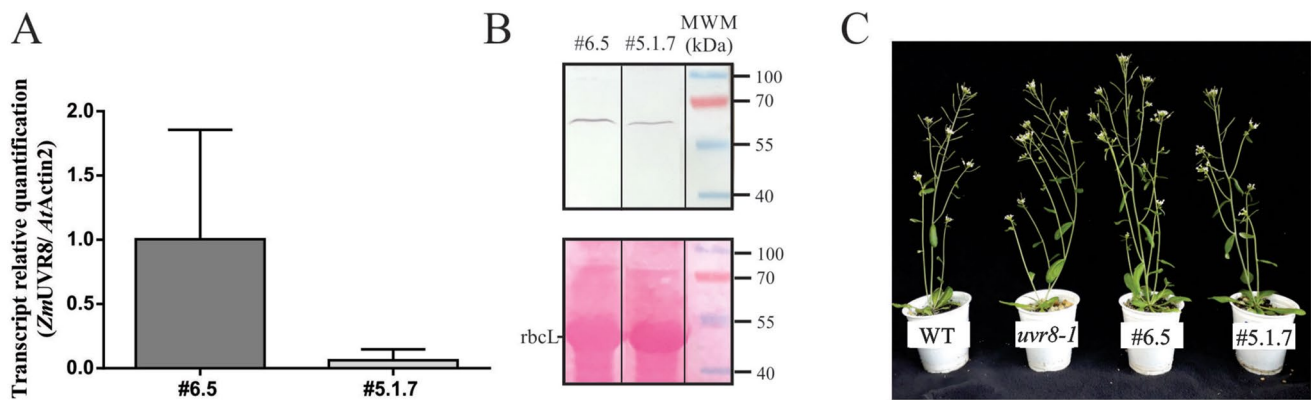 A
Transcript relative quantification
(ZmUVR8/AtActin2)
2.0
1.5
1.0
0.5
0.0
#6.5
#5.1.7
B
#6.5
#5.1.7
MWM
(kDa)
100
70
55
40
rbcL
100
70
55
40
C
WT
uvr8-1
#6.5
#5.1.7